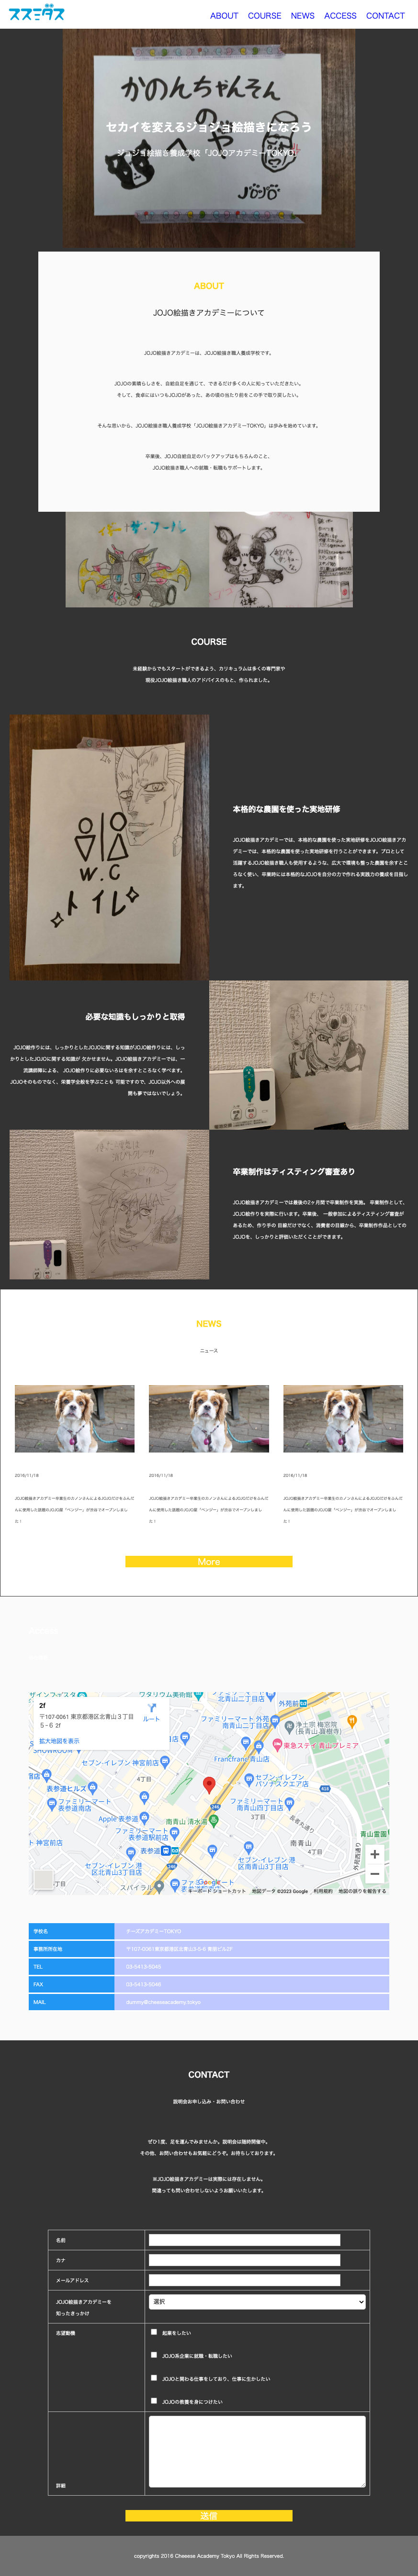 ススミタス
ABOUT COURSE NEWS ACCESS CONTACT
かのんちゃんそん
のへや
JOJO
セカイを変えるジョジョ絵描きになろう
ジョジョ絵描き養成学校「JOJOアカデミーTOKYO」
ABOUT
JOJO絵描きアカデミーについて
JOJO絵描きアカデミーは、JOJO絵描き職人養成学校です。
JOJOの素晴らしさを、自給自足を通じて、できるだけ多くの人に知っていただきたい。
そして、食卓にはいつもJOJOがあった、あの頃の当たり前をこの手で取り戻したい。
そんな思いから、JOJO絵描き職人養成学校「JOJO絵描きアカデミーTOKYO」は歩みを始めています。
卒業後、JOJO自給自足のバックアップはもちろんのこと、
JOJO絵描き職人への就職・転職もサポートします。
イギー ザ・フール
COURSE
未経験からでもスタートができるよう、カリキュラムは多くの専門家や
現役JOJO絵描き職人のアドバイスのもと、作られました。
W.C
トイレ
本格的な農園を使った実地研修
JOJO絵描きアカデミーでは、本格的な農園を使った実地研修をJOJO絵描きアカ
デミーでは、本格的な農園を使った実地研修を行うことができます。プロとして
活躍するJOJO絵描き職人も使用するような、広大で環境も整った農園を余すとこ
ろなく使い、卒業時には本格的なJOJOを自分の力で作れる実践力の養成を目指し
ます。
必要な知識もしっかりと取得
JOJO絵作りには、しっかりとしたJOJOに関する知識がJOJO絵作りには、しっ
かりとしたJOJOに関する知識が 欠かせません。JOJO絵描きアカデミーでは、一
流講師陣による、 JOJO絵作りに必要ないろはを余すところなく学べます。
JOJOそのものでなく、栄養学全般を学ぶことも 可能ですので、JOJO以外への展
開も夢ではないでしょう。
卒業制作はティスティング審査あり
JOJO絵描きアカデミーでは最後の2ヶ月間で卒業制作を実施。 卒業制作として、
JOJO絵作りを実際に行います。卒業後、 一般参加によるティスティング審査が
あるため、作り手の 目線だけでなく、消費者の目線から、卒業制作作品としての
JOJOを、しっかりと評価いただくことができます。
NEWS
ニュース
2016/11/18 2016/11/18 2016/11/18
JOJO絵描きアカデミー卒業生のカノンさんによるJOJOだけをふんだ
んに使用した話題のJOJO屋「ベンジー」が渋谷でオープンしまし
た！
JOJO絵描きアカデミー卒業生のカノンさんによるJOJOだけをふんだ
んに使用した話題のJOJO屋「ベンジー」が渋谷でオープンしまし
た！
JOJO絵描きアカデミー卒業生のカノンさんによるJOJOだけをふんだ
んに使用した話題のJOJO屋「ベンジー」が渋谷でオープンしまし
た！
More
2f
〒107-0061 東京都港区北青山３丁目
５−６ 2f
ルート
拡大地図を表示
ワタリウム美術館
ファミリーマート
北青山二丁目店
外苑前
ファミリーマート 外苑
南青山二丁目店
浄土宗 梅窓院
(長青山 寶樹寺)
東急ステイ 青山プレミア
SHOWROOM
セブン-イレブン 神宮前店
Francfranc 青山店
4丁目
表参道ヒルズ
セブン-イレブン
パソナスクエア店
ファミリーマート
表参道南店
ファミリーマート
南青山四丁目店
Apple 表参道
南青山 清水湯
3丁目
ファミリーマート
表参道駅前店
南青山
青山霊園
表参道
セブン-イレブン 港
区北青山3丁目店
セブン-イレブン 港
区南青山3丁目店
4丁目
外苑西通り
スパイラル
Google
キーボード ショートカット 地図データ ©2023 Google 利用規約 地図の誤りを報告する
学校名 チーズアカデミーTOKYO
事務所所在地
TEL 03-5413-5045
FAX 03-5413-5046
MAIL dummy@cheeseacademy.tokyo
CONTACT
説明会お申し込み・お問い合わせ
ぜひ1度、足を運んでみませんか。説明会は随時開催中。
その他、お問い合わせもお気軽にどうぞ。お待ちしております。
※JOJO絵描きアカデミーは実際には存在しません。
間違っても問い合わせしないようお願いいたします。
名前
カナ
メールアドレス
JOJO絵描きアカデミーを
知ったきっかけ
選択
志望動機
起業をしたい
JOJO系企業に就職・転職したい
JOJOと関わる仕事をしており、仕事に生かしたい
JOJOの教養を身につけたい
詳細
送信
copyrights 2016 Cheeese Academy Tokyo All Rights Reserved.